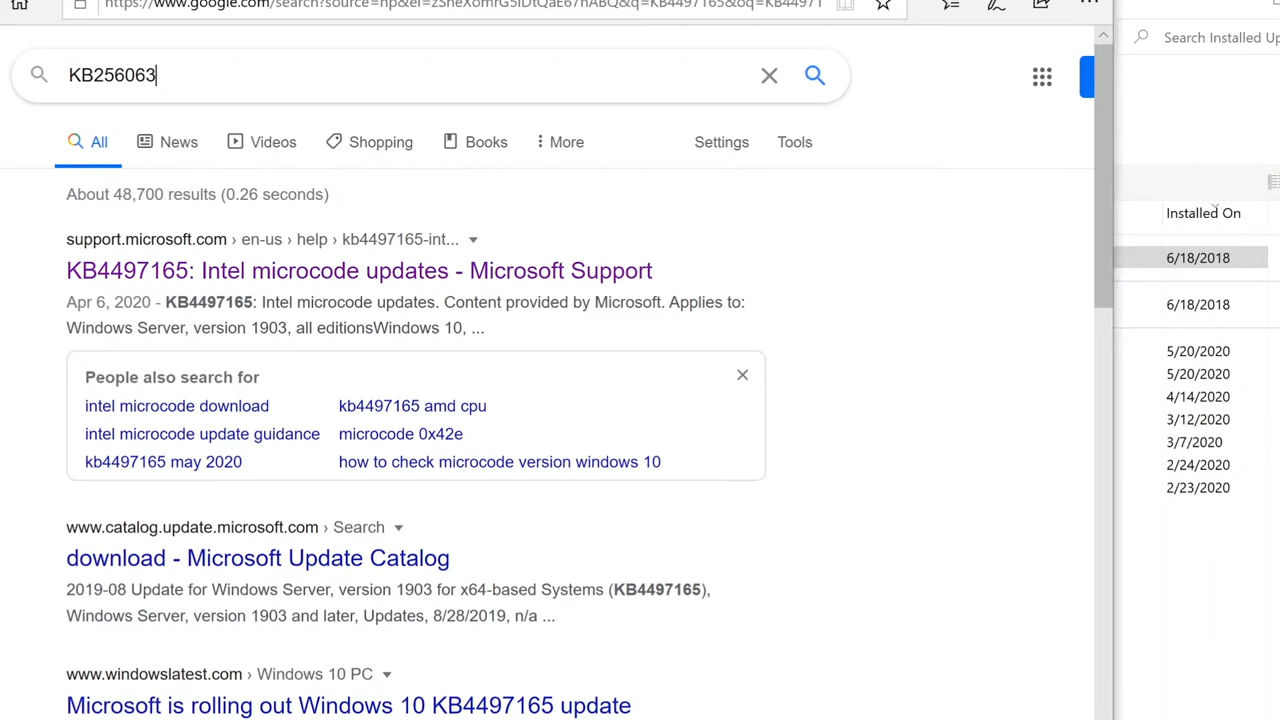 https://www.google.com/search?source=hp&ei=
KB256063
All News Videos Shopping Books More Settings Tools
About 48,700 results (0.26 seconds)
support.microsoft.com › en-us › help › kb4497165-int...
KB4497165: Intel microcode updates - Microsoft Support
Apr 6, 2020 - KB4497165: Intel microcode updates. Content provided by Microsoft. Applies to:
Windows Server, version 1903, all editionsWindows 10, ...
People also search for
intel microcode download kb4497165 amd cpu
intel microcode update guidance microcode 0x42e
kb4497165 may 2020 how to check microcode version windows 10
www.catalog.update.microsoft.com › Search
download - Microsoft Update Catalog
2019-08 Update for Windows Server, version 1903 for x64-based Systems (KB4497165),
Windows Server, version 1903 and later, Updates, 8/28/2019, n/a ...
www.windowslatest.com › Windows 10 PC
Microsoft is rolling out Windows 10 KB4497165 update
Search Installed Up
Installed On
6/18/2018
6/18/2018
5/20/2020
5/20/2020
4/14/2020
3/12/2020
3/7/2020
2/24/2020
2/23/2020